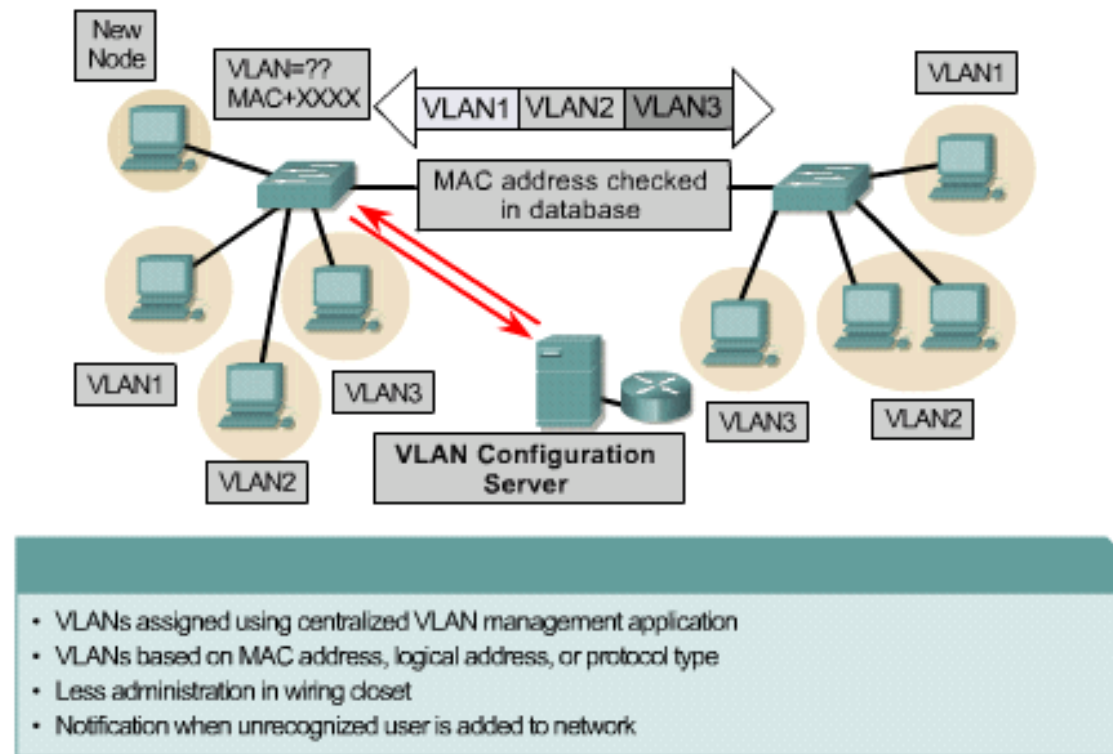 New
Node
VLAN=??
MAC+XXXX
VLAN1 VLAN2 VLAN3
VLAN1
MAC address checked
in database
VLAN1
VLAN3
VLAN2
VLAN3
VLAN2
VLAN Configuration
Server
• VLANs assigned using centralized VLAN management application
• VLANs based on MAC address, logical address, or protocol type
• Less administration in wiring closet
• Notification when unrecognized user is added to network